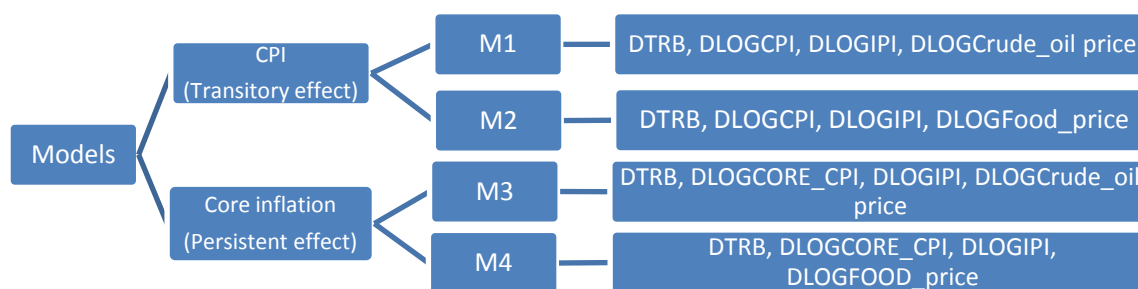 Models
CPI
(Transitory effect)
M1
DTRB, DLOGCPI, DLOGIPI, DLOGCrude_oil price
M2
DTRB, DLOGCPI, DLOGIPI, DLOGFood_price
Core inflation
(Persistent effect)
M3
DTRB, DLOGCORE_CPI, DLOGIPI, DLOGCrude_oil
price
M4
DTRB, DLOGCORE_CPI, DLOGIPI,
DLOGFOOD_price